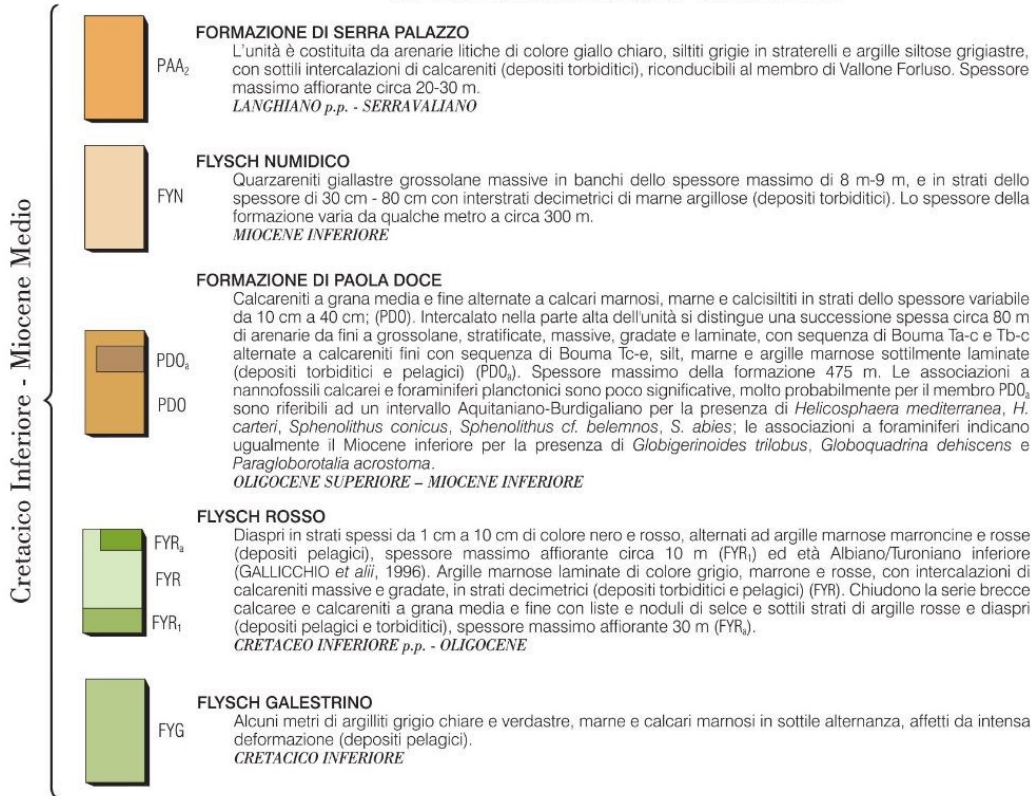 Cretacico Inferiore - Miocene Medio
PAA₂
FORMAZIONE DI SERRA PALAZZO
L'unità è costituita da arenarie litiche di colore giallo chiaro, siltiti grigie in straterelli e argille siltose grigiastre,
con sottili intercalazioni di calcareniti (depositi torbiditici), riconducibili al membro di Vallone Forluso. Spessore
massimo affiorante circa 20-30 m.
LANGHIANO p.p. - SERRAVALIANO
FYN
FLYSCH NUMIDICO
Quarzareniti giallastre grossolane massive in banchi dello spessore massimo di 8 m-9 m, e in strati dello
spessore di 30 cm - 80 cm con interstrati decimetrici di marne argillose (depositi torbiditici). Lo spessore della
formazione varia da qualche metro a circa 300 m.
MIOCENE INFERIORE
PDOₐ
PDO
FORMAZIONE DI PAOLA DOCE
Calcareniti a grana media e fine alternate a calcari marnosi, marne e calcisiltiti in strati dello spessore variabile
da 10 cm a 40 cm; (PDO). Intercalato nella parte alta dell'unità si distingue una successione spessa circa 80 m
di arenarie da fini a grossolane, stratificate, massive, gradate e laminate, con sequenza di Bouma Ta-c e Tb-c
alternate a calcareniti fini con sequenza di Bouma Tc-e, silt, marne e argille marnose sottilmente laminate
(depositi torbiditici e pelagici) (PDOₐ). Spessore massimo della formazione 475 m. Le associazioni a
nannofossili calcarei e foraminiferi planctonici sono poco significative, molto probabilmente per il membro PDOₐ
sono riferibili ad un intervallo Aquitaniano-Burdigaliano per la presenza di Helicosphaera mediterranea, H.
carteri, Sphenolithus conicus, Sphenolithus cf. belemnos, S. abies; le associazioni a foraminiferi indicano
ugualmente il Miocene inferiore per la presenza di Globigerinoides trilobus, Globoquadrina dehiscens e
Paragloborotalia acrostoma.
OLIGOCENE SUPERIORE – MIOCENE INFERIORE
FYRₐ
FYR
FYR₁
FLYSCH ROSSO
Diaspri in strati spessi da 1 cm a 10 cm di colore nero e rosso, alternati ad argille marnose marroncine e rosse
(depositi pelagici), spessore massimo affiorante circa 10 m (FYR₁) ed età Albiano/Turoniano inferiore
(GALLICCHIO et alii, 1996). Argille marnose laminate di colore grigio, marrone e rosse, con intercalazioni di
calcareniti massive e gradate, in strati decimetrici (depositi torbiditici e pelagici) (FYR). Chiudono la serie brecce
calcaree e calcareniti a grana media e fine con liste e noduli di selce e sottili strati di argille rosse e diaspri
(depositi pelagici e torbiditici), spessore massimo affiorante 30 m (FYRₐ).
CRETACEO INFERIORE p.p. - OLIGOCENE
FYG
FLYSCH GALESTRINO
Alcuni metri di argilliti grigio chiare e verdastre, marne e calcari marnosi in sottile alternanza, affetti da intensa
deformazione (depositi pelagici).
CRETACICO INFERIORE